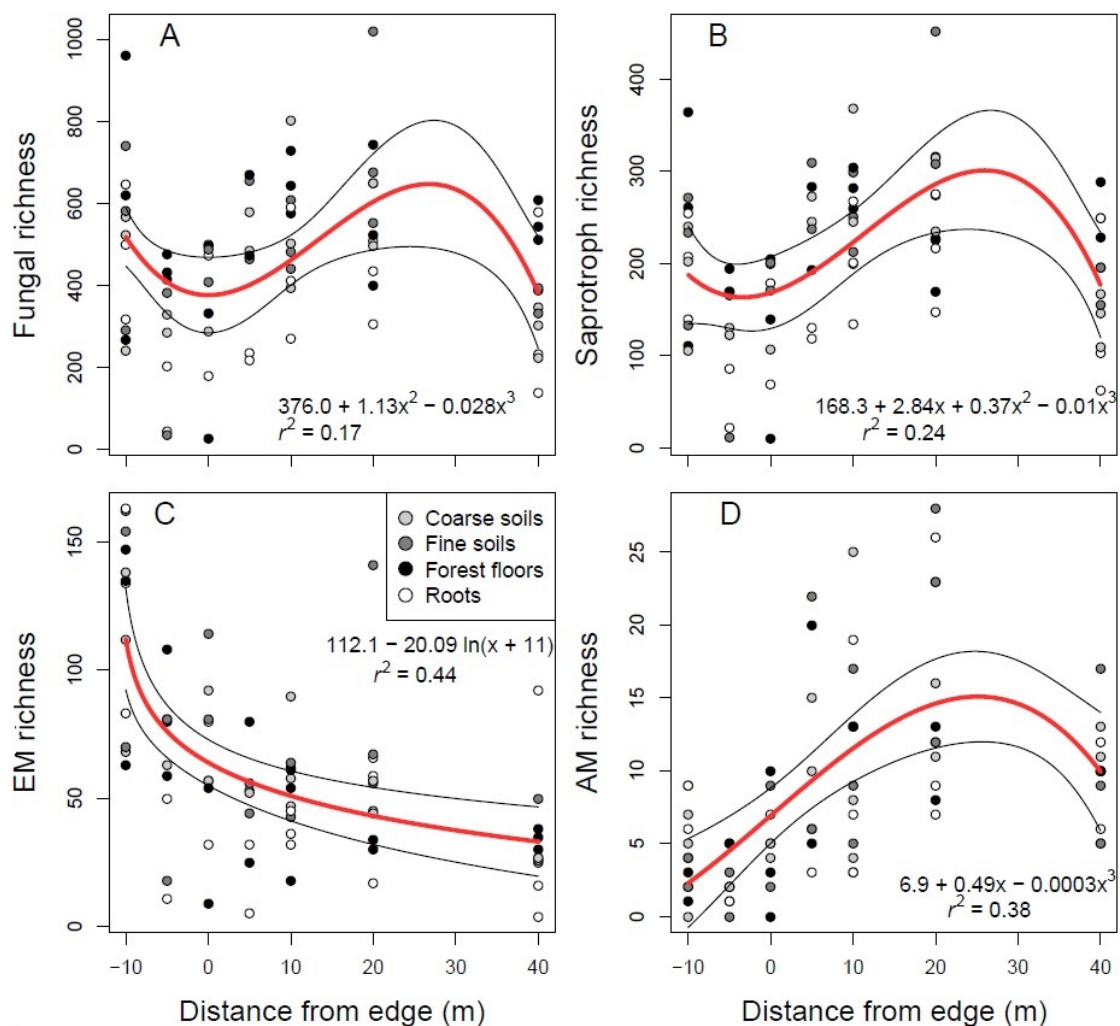 A
B
Fungal richness
0 200 400 600 800 1000
376.0 + 1.13x² − 0.028x³
r² = 0.17
Saprotroph richness
0 100 200 300 400
168.3 + 2.84x + 0.37x² − 0.01x³
r² = 0.24
C
D
EM richness
0 50 100 150
Coarse soils
Fine soils
Forest floors
Roots
112.1 − 20.09 ln(x + 11)
r² = 0.44
AM richness
0 5 10 15 20 25
6.9 + 0.49x − 0.0003x³
r² = 0.38
−10 0 10 20 30 40
−10 0 10 20 30 40
Distance from edge (m)
Distance from edge (m)